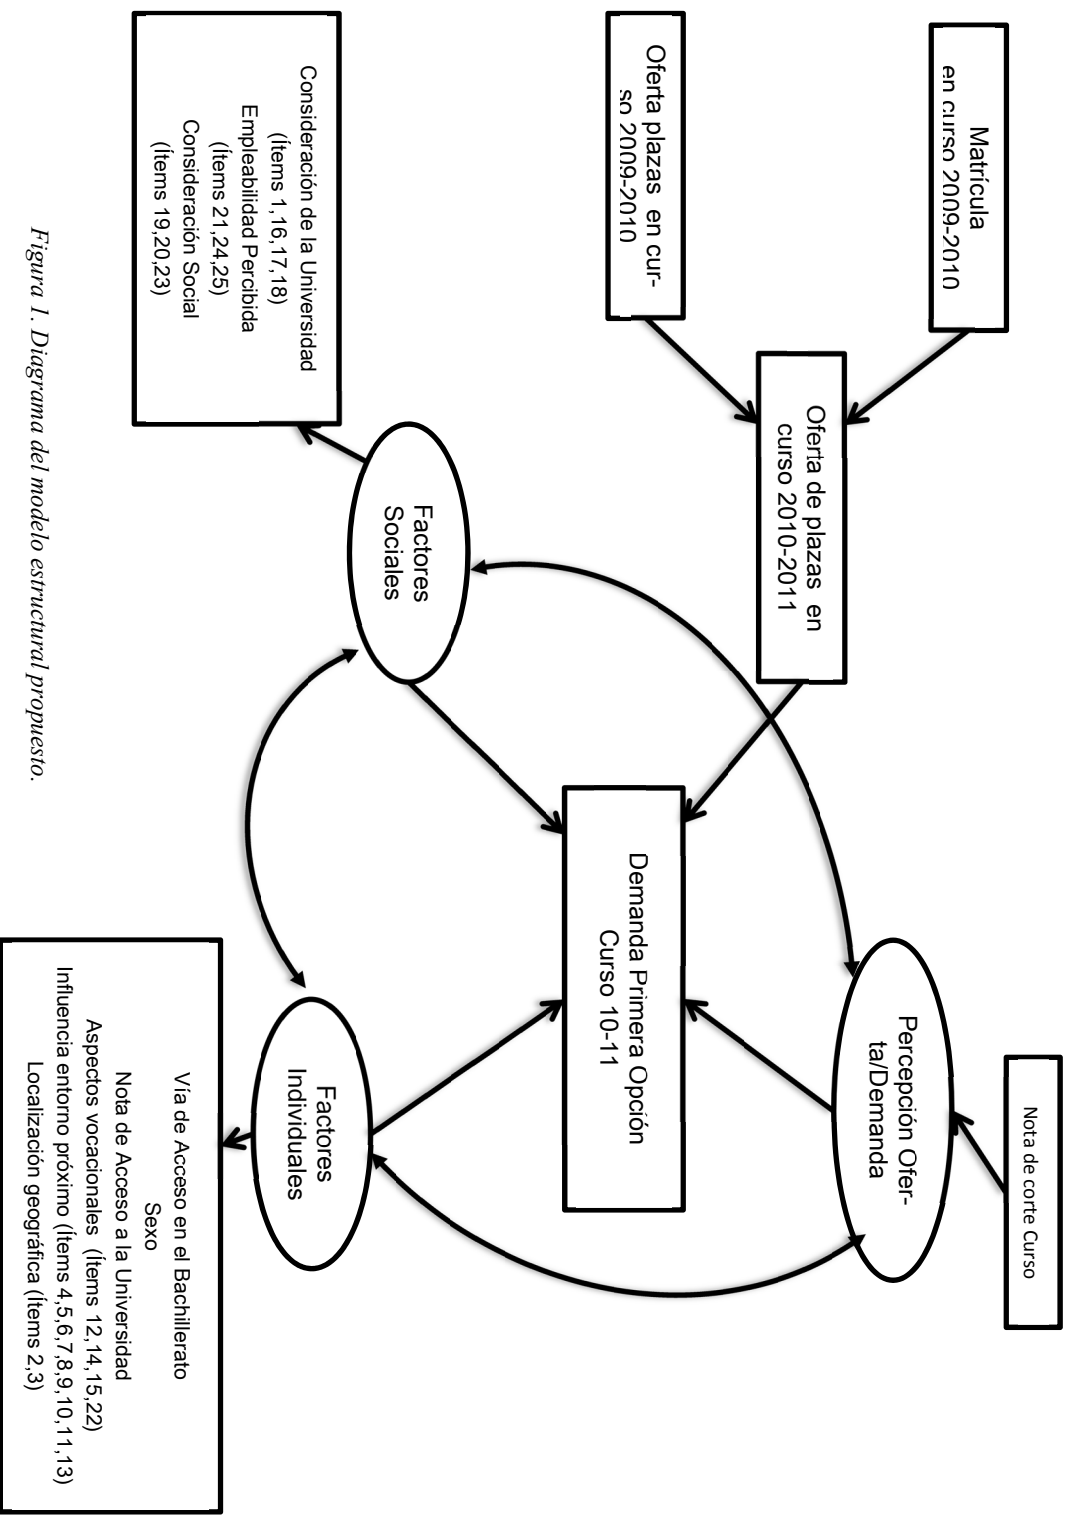 Matrícula
en curso 2009-2010
Oferta plazas en cur-
so 2009-2010
Oferta de plazas en
curso 2010-2011
Nota de corte Curso
Percepción Ofer-
ta/Demanda
Demanda Primera Opción
Curso 10-11
Factores
Sociales
Factores
Individuales
Consideración de la Universidad
(Ítems 1,16,17,18)
Empleabilidad Percibida
(Ítems 21,24,25)
Consideración Social
(Ítems 19,20,23)
Vía de Acceso en el Bachillerato
Sexo
Nota de Acceso a la Universidad
Aspectos vocacionales (Ítems 12,14,15,22)
Influencia entorno próximo (Ítems 4,5,6,7,8,9,10,11,13)
Localización geográfica (Ítems 2,3)
Figura 1. Diagrama del modelo estructural propuesto.